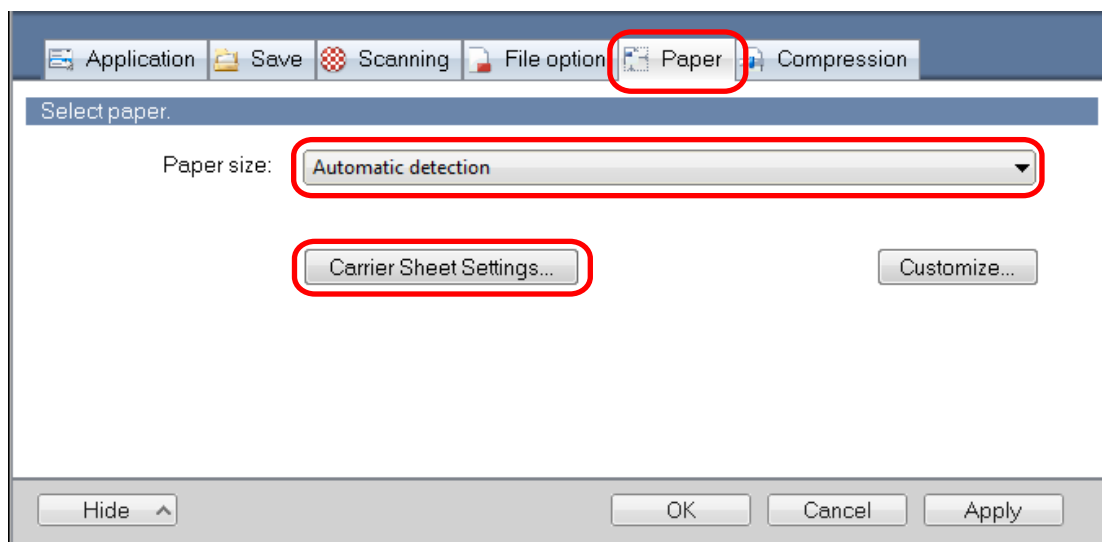 Application Save Scanning File option Paper Compression
Select paper.
Paper size: Automatic detection
Carrier Sheet Settings... Customize...
Hide OK Cancel Apply